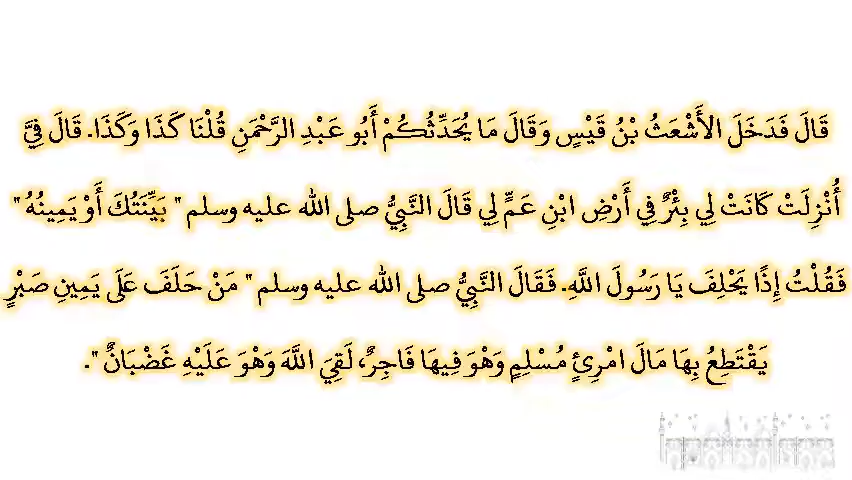 قَالَ فَدَخَلَ الأَشْعَثُ بْنُ قَيْسٍ وَقَالَ مَا يُحَدِّثُكُمْ أَبُو عَبْدِ الرَّحْمَنِ قُلْنَا كَذَا وَكَذَا. قَالَ فِيَّ
أُنْزِلَتْ كَانَتْ لِي بِئْرٌ فِي أَرْضِ ابْنِ عَمٍّ لِي قَالَ النَّبِيُّ صلى الله عليه وسلم " بَيِّنَتُكَ أَوْ يَمِينُهُ "
فَقُلْتُ إِذًا يَحْلِفَ يَا رَسُولَ اللَّهِ. فَقَالَ النَّبِيُّ صلى الله عليه وسلم " مَنْ حَلَفَ عَلَى يَمِينِ صَبْرٍ
يَقْتَطِعُ بِهَا مَالَ امْرِئٍ مُسْلِمٍ وَهْوَ فِيهَا فَاجِرٌ، لَقِيَ اللَّهَ وَهْوَ عَلَيْهِ غَضْبَانٌ ".